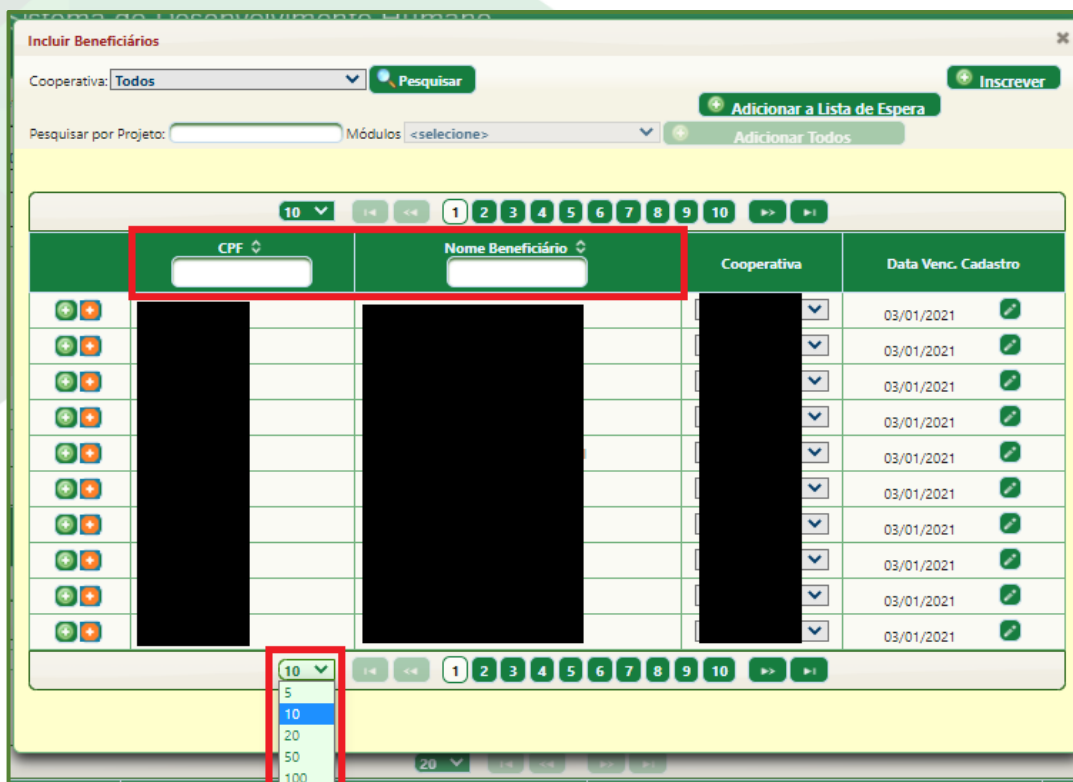 Sistema de Desenvolvimento Humano
Incluir Beneficiários
Cooperativa: Todos Pesquisar Inscrever
Adicionar a Lista de Espera
Pesquisar por Projeto: Módulos <selecione> Adicionar Todos
10 1 2 3 4 5 6 7 8 9 10
CPF Nome Beneficiário Cooperativa Data Venc. Cadastro
03/01/2021
03/01/2021
03/01/2021
03/01/2021
03/01/2021
03/01/2021
03/01/2021
03/01/2021
03/01/2021
03/01/2021
10 1 2 3 4 5 6 7 8 9 10
5
10
20
50
20
100